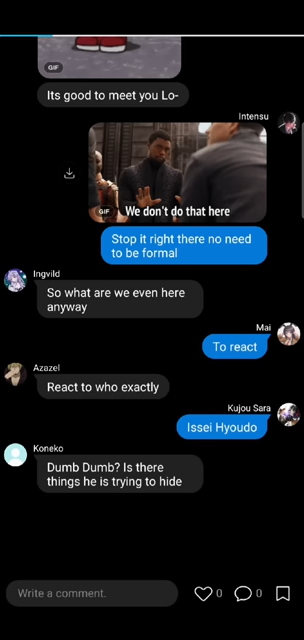 GIF
Its good to meet you Lo-
Intensu
GIF
We don't do that here
Stop it right there no need
to be formal
Ingvild
So what are we even here
anyway
Mai
To react
Azazel
React to who exactly
Kujou Sara
Issei Hyoudo
Koneko
Dumb Dumb? Is there
things he is trying to hide
Write a comment.
0
0